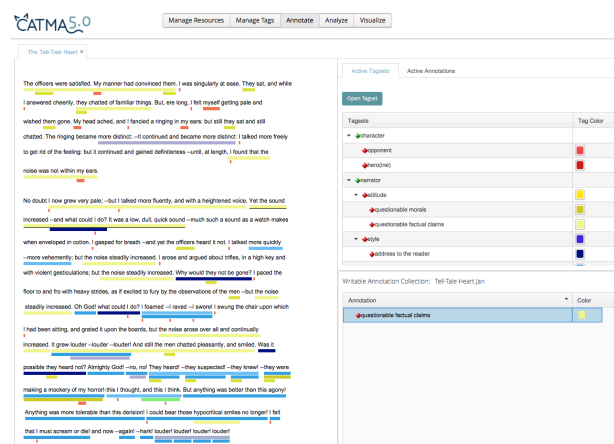 CATMA5.0
Manage Resources Manage Tags Annotate Analyze Visualize
The Tell-Tale Heart ×
The officers were satisfied. My manner had convinced them. I was singularly at ease. They sat, and while
I answered cheerily, they chatted of familiar things. But, ere long, I felt myself getting pale and
wished them gone. My head ached, and I fancied a ringing in my ears: but still they sat and still
chatted. The ringing became more distinct: --it continued and became more distinct: I talked more freely
to get rid of the feeling: but it continued and gained definiteness --until, at length, I found that the
noise was not within my ears.
No doubt I now grew very pale; --but I talked more fluently, and with a heightened voice. Yet the sound
increased --and what could I do? It was a low, dull, quick sound --much such a sound as a watch makes
when enveloped in cotton. I gasped for breath --and yet the officers heard it not. I talked more quickly
--more vehemently; but the noise steadily increased. I arose and argued about trifles, in a high key and
with violent gesticulations; but the noise steadily increased. Why would they not be gone? I paced the
floor to and fro with heavy strides, as if excited to fury by the observations of the men --but the noise
steadily increased. Oh God! what could I do? I foamed --I raved --I swore! I swung the chair upon which
I had been sitting, and grated it upon the boards, but the noise arose over all and continually
increased. It grew louder --louder --louder! And still the men chatted pleasantly, and smiled. Was it
possible they heard not? Almighty God! --no, no! They heard! --they suspected! --they knew! --they were
making a mockery of my horror-this I thought, and this I think. But anything was better than this agony!
Anything was more tolerable than this derision! I could bear those hypocritical smiles no longer! I felt
that I must scream or die! and now --again! --hark! louder! louder! louder! louder!
Active Tagsets Active Annotations
Open Tagset
Tagsets Tag Color
character
opponent
hero(ine)
narrator
attitude
questionable morals
questionable factual claims
style
address to the reader
Writable Annotation Collection: Tell-Tale Heart Jan
Annotation Color
questionable factual claims